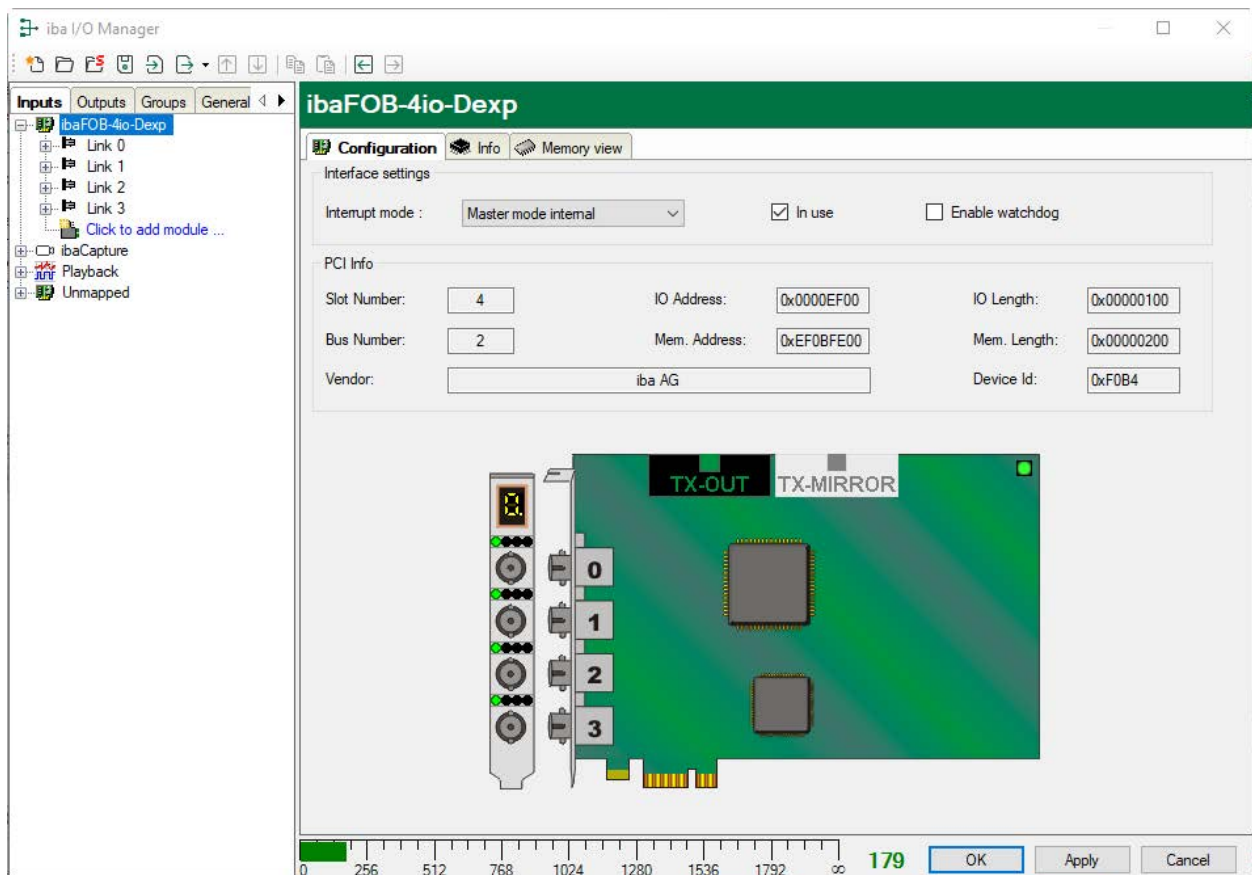 iba I/O Manager
Inputs Outputs Groups General
ibaFOB-4io-Dexp
Link 0
Link 1
Link 2
Link 3
Click to add module ...
ibaCapture
Playback
Unmapped
ibaFOB-4io-Dexp
Configuration Info Memory view
Interface settings
Interrupt mode : Master mode internal In use Enable watchdog
PCI Info
Slot Number: 4 IO Address: 0x0000EF00 IO Length: 0x00000100
Bus Number: 2 Mem. Address: 0xEF0BFE00 Mem. Length: 0x00000200
Vendor: iba AG Device Id: 0xF0B4
TX-OUT TX-MIRROR
8.
0
1
2
3
0 256 512 768 1024 1280 1536 1792 ∞ 179 OK Apply Cancel